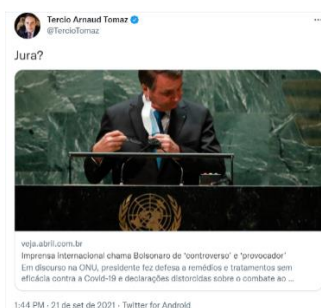 Tercio Arnaud Tomaz
@TercioTomaz
Jura?
veja.abril.com.br
Imprensa internacional chama Bolsonaro de 'controverso' e 'provocador'
Em discurso na ONU, presidente fez defesa a remédios e tratamentos sem
eficácia contra a Covid-19 e declarações distorcidas sobre o combate ao ...
1:44 PM · 21 de set de 2021 · Twitter for Android